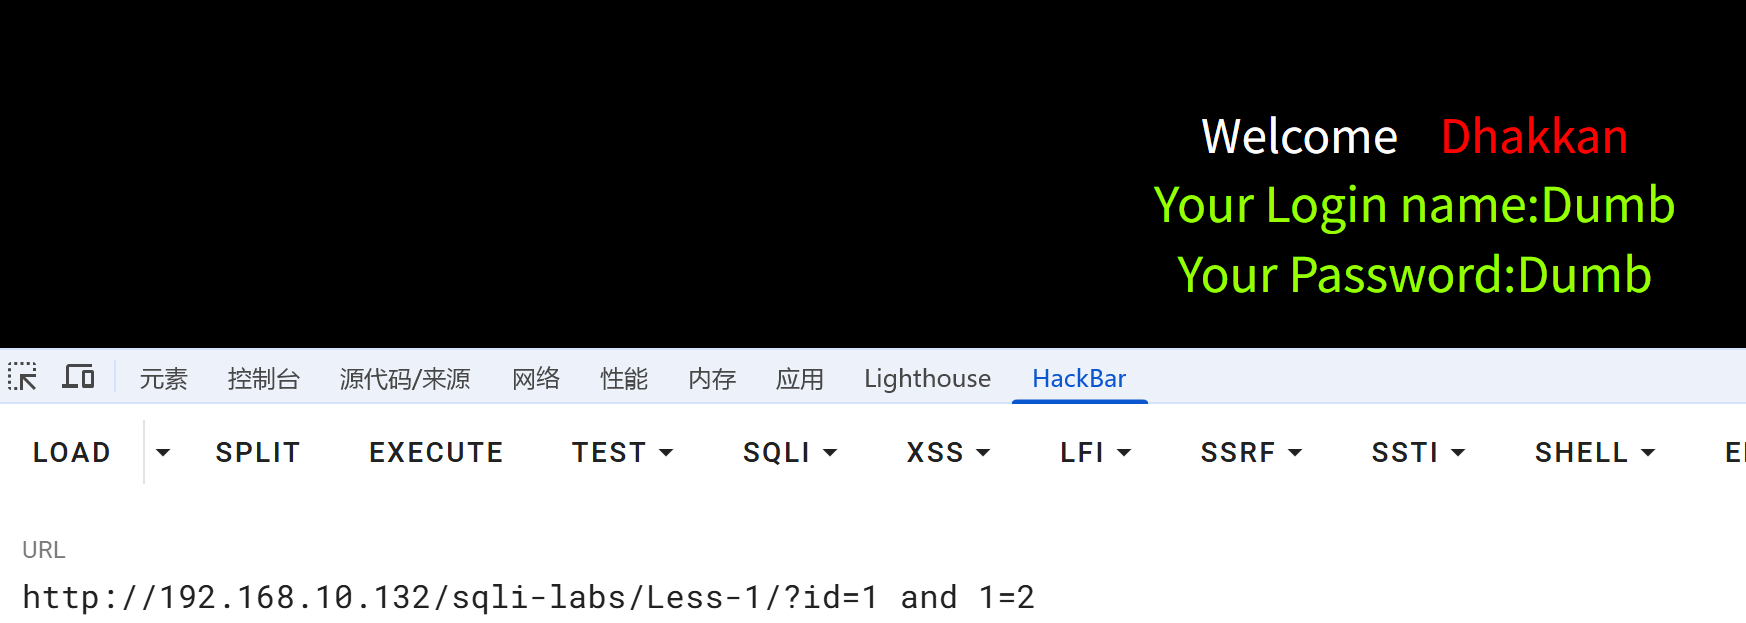 Welcome Dhakkan
Your Login name:Dumb
Your Password:Dumb
元素 控制台 源代码/来源 网络 性能 内存 应用 Lighthouse HackBar
LOAD SPLIT EXECUTE TEST SQLI XSS LFI SSRF SSTI SHELL
URL
http://192.168.10.132/sqli-labs/Less-1/?id=1 and 1=2